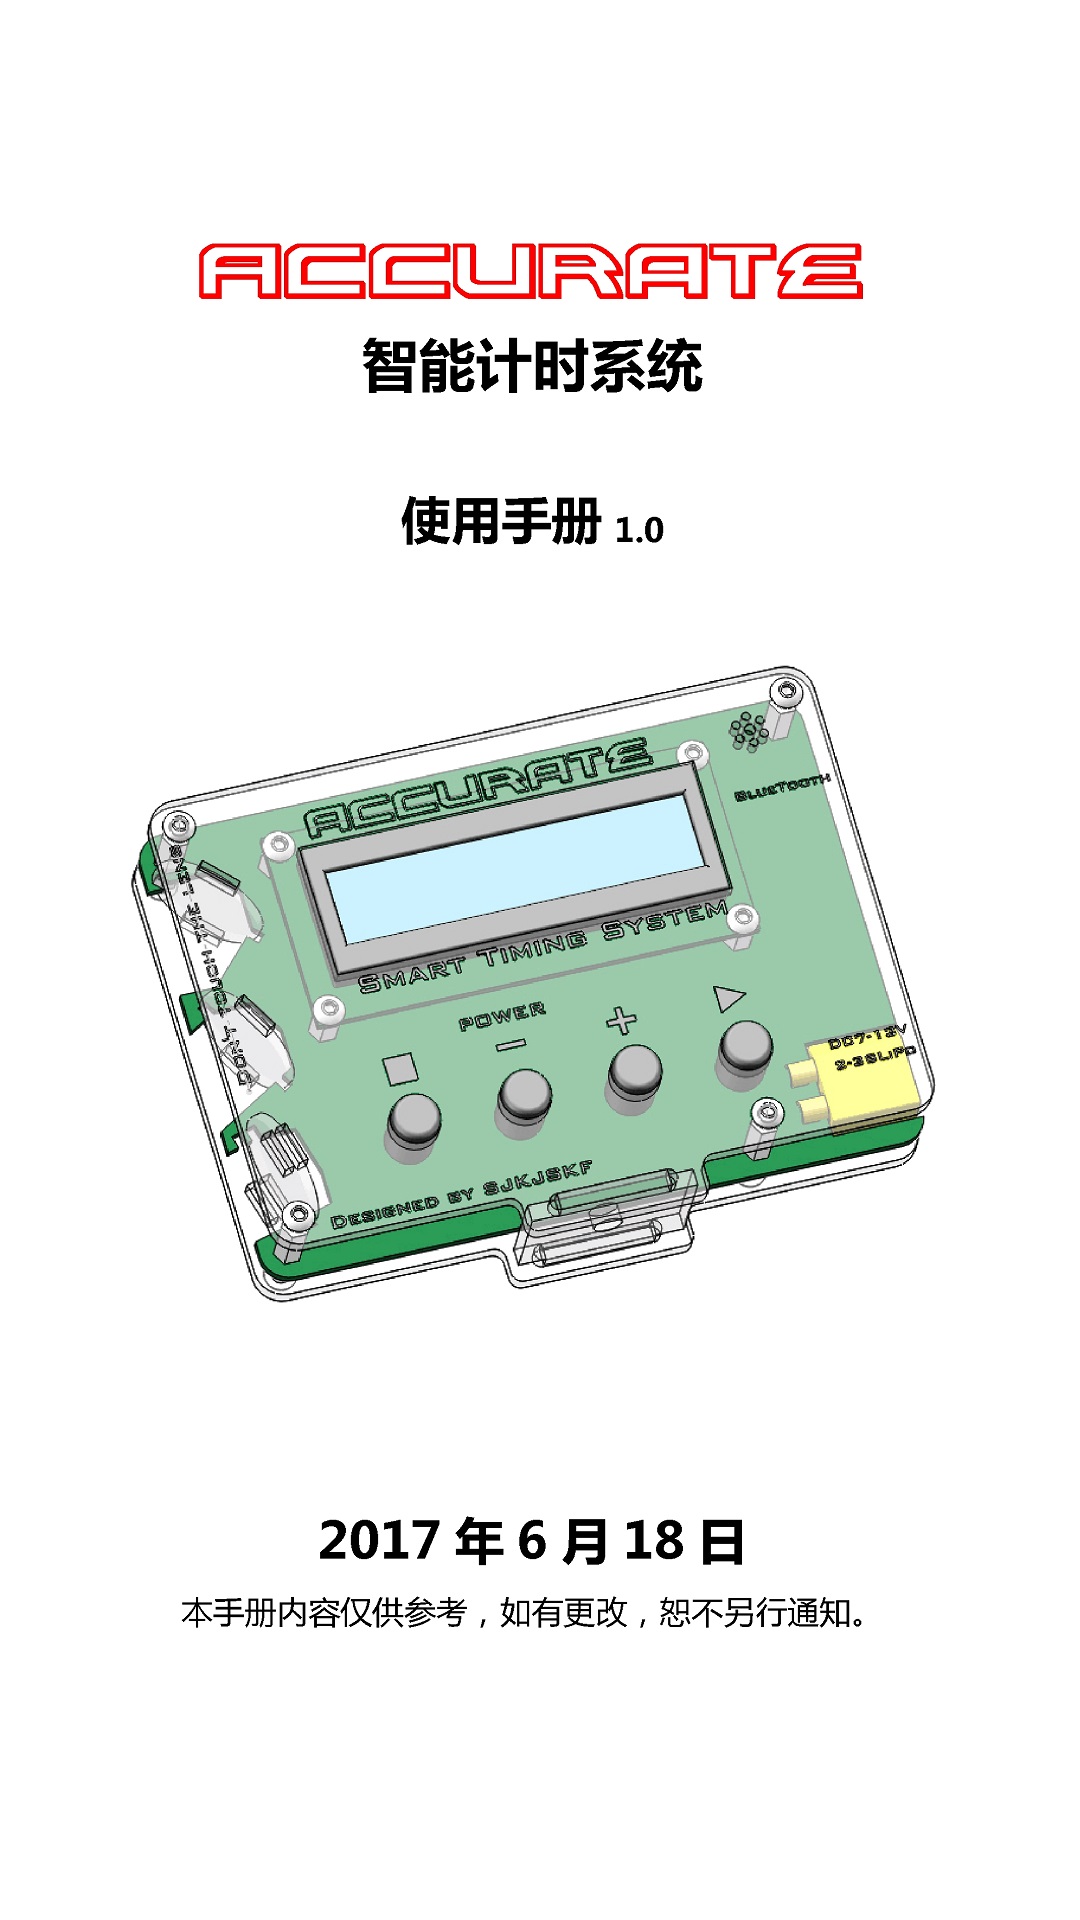 ACCURATE
智能计时系统
使用手册 1.0
ACCURATE
BLUETOOTH
DON'T TOUCH THE LENS
SMART TIMING SYSTEM
POWER
DC7-13V
2-3SLIPO
DESIGNED BY SJKJSKF
2017 年 6 月 18 日
本手册内容仅供参考，如有更改，恕不另行通知。